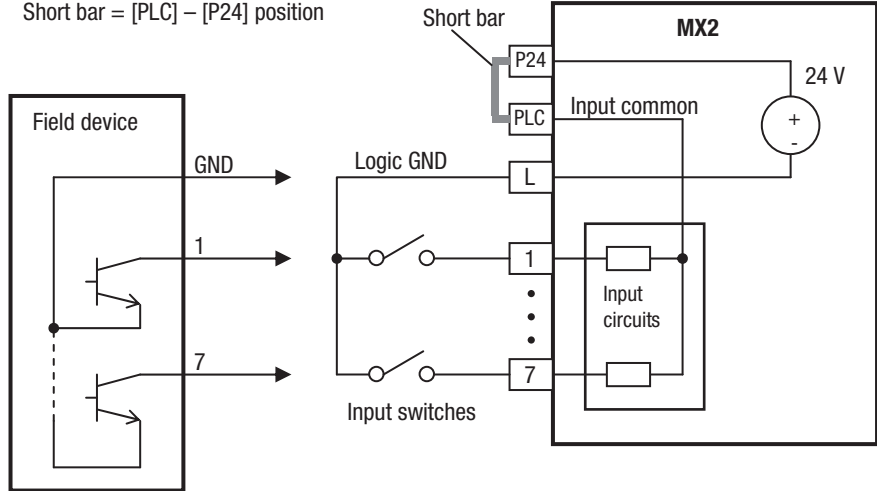 Short bar = [PLC] – [P24] position
Short bar
MX2
P24
24 V
PLC
Input common
+
-
Field device
GND
Logic GND
L
1
1
Input
circuits
7
7
Input switches